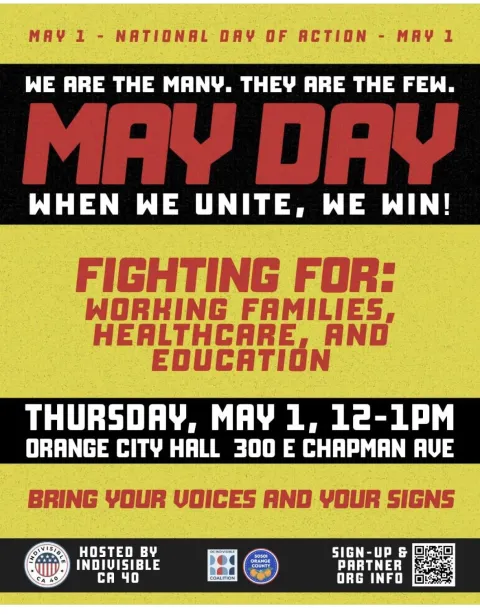 MAY 1 - NATIONAL DAY OF ACTION - MAY 1
WE ARE THE MANY. THEY ARE THE FEW.
MAY DAY
WHEN WE UNITE, WE WIN!
FIGHTING FOR:
WORKING FAMILIES,
HEALTHCARE, AND
EDUCATION
THURSDAY, MAY 1, 12-1PM
ORANGE CITY HALL 300 E CHAPMAN AVE
BRING YOUR VOICES AND YOUR SIGNS
INDIVISIBLE
CA 40
HOSTED BY
INDIVISIBLE
CA 40
OC INDIVISIBLE
COALITION
50501
ORANGE
COUNTY
SIGN-UP &
PARTNER
ORG INFO